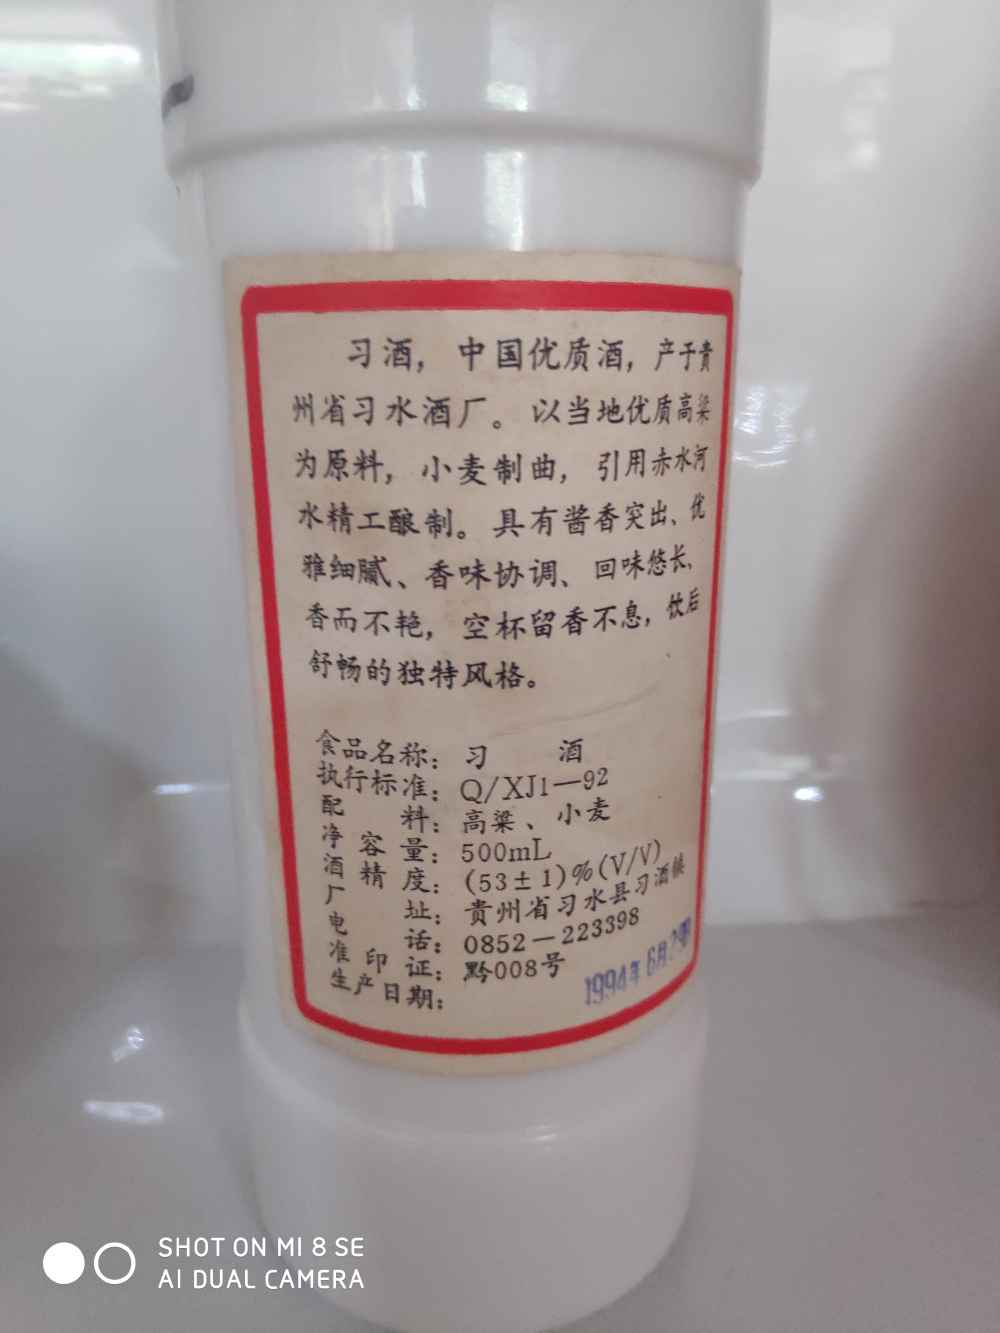 习酒，中国优质酒，产于贵
州省习水酒厂。以当地优质高粱
为原料，小麦制曲，引用赤水河
水精工酿制。具有酱香突出、优
雅细腻、香味协调、回味悠长、
香而不艳，空杯留香不息，饮后
舒畅的独特风格。
食品名称：习 酒
执行标准：Q/XJ1—92
配 料：高粱、小麦
净 容 量：500mL
酒 精 度：(53±1)%(V/V)
厂 址：贵州省习水县习酒镇
电 话：0852—223398
准 印 证：黔008号
生产日期：1994年6月
SHOT ON MI 8 SE
AI DUAL CAMERA